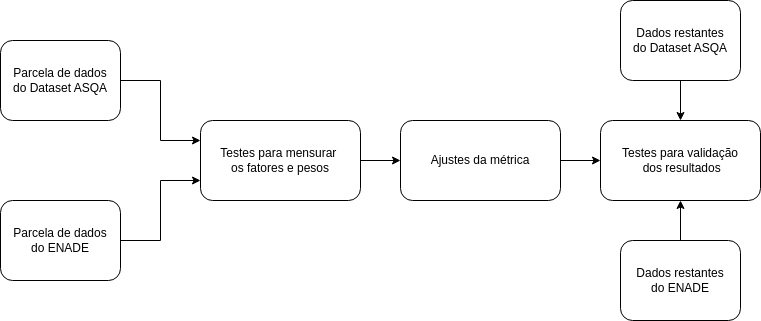 Dados restantes
do Dataset ASQA
Parcela de dados
do Dataset ASQA
Testes para mensurar
os fatores e pesos
Ajustes da métrica
Testes para validação
dos resultados
Parcela de dados
do ENADE
Dados restantes
do ENADE